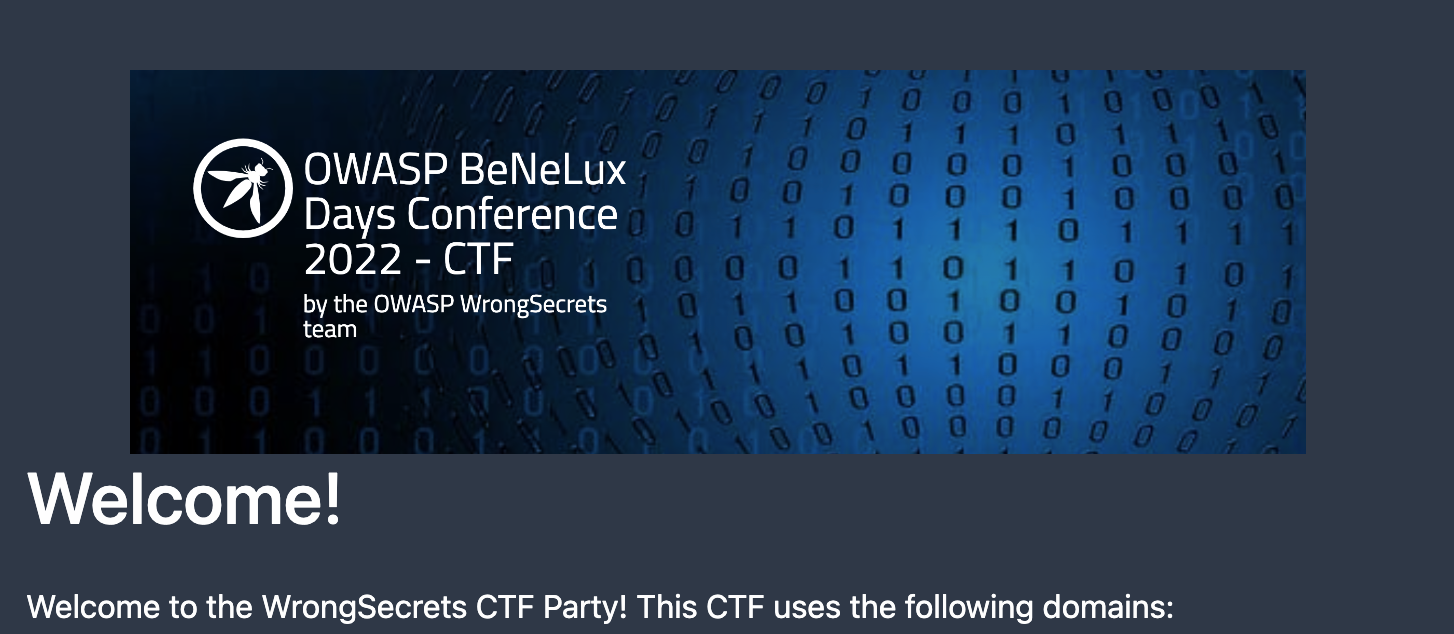 OWASP BeNeLux
Days Conference
2022 - CTF
by the OWASP WrongSecrets
team
Welcome!
Welcome to the WrongSecrets CTF Party! This CTF uses the following domains: